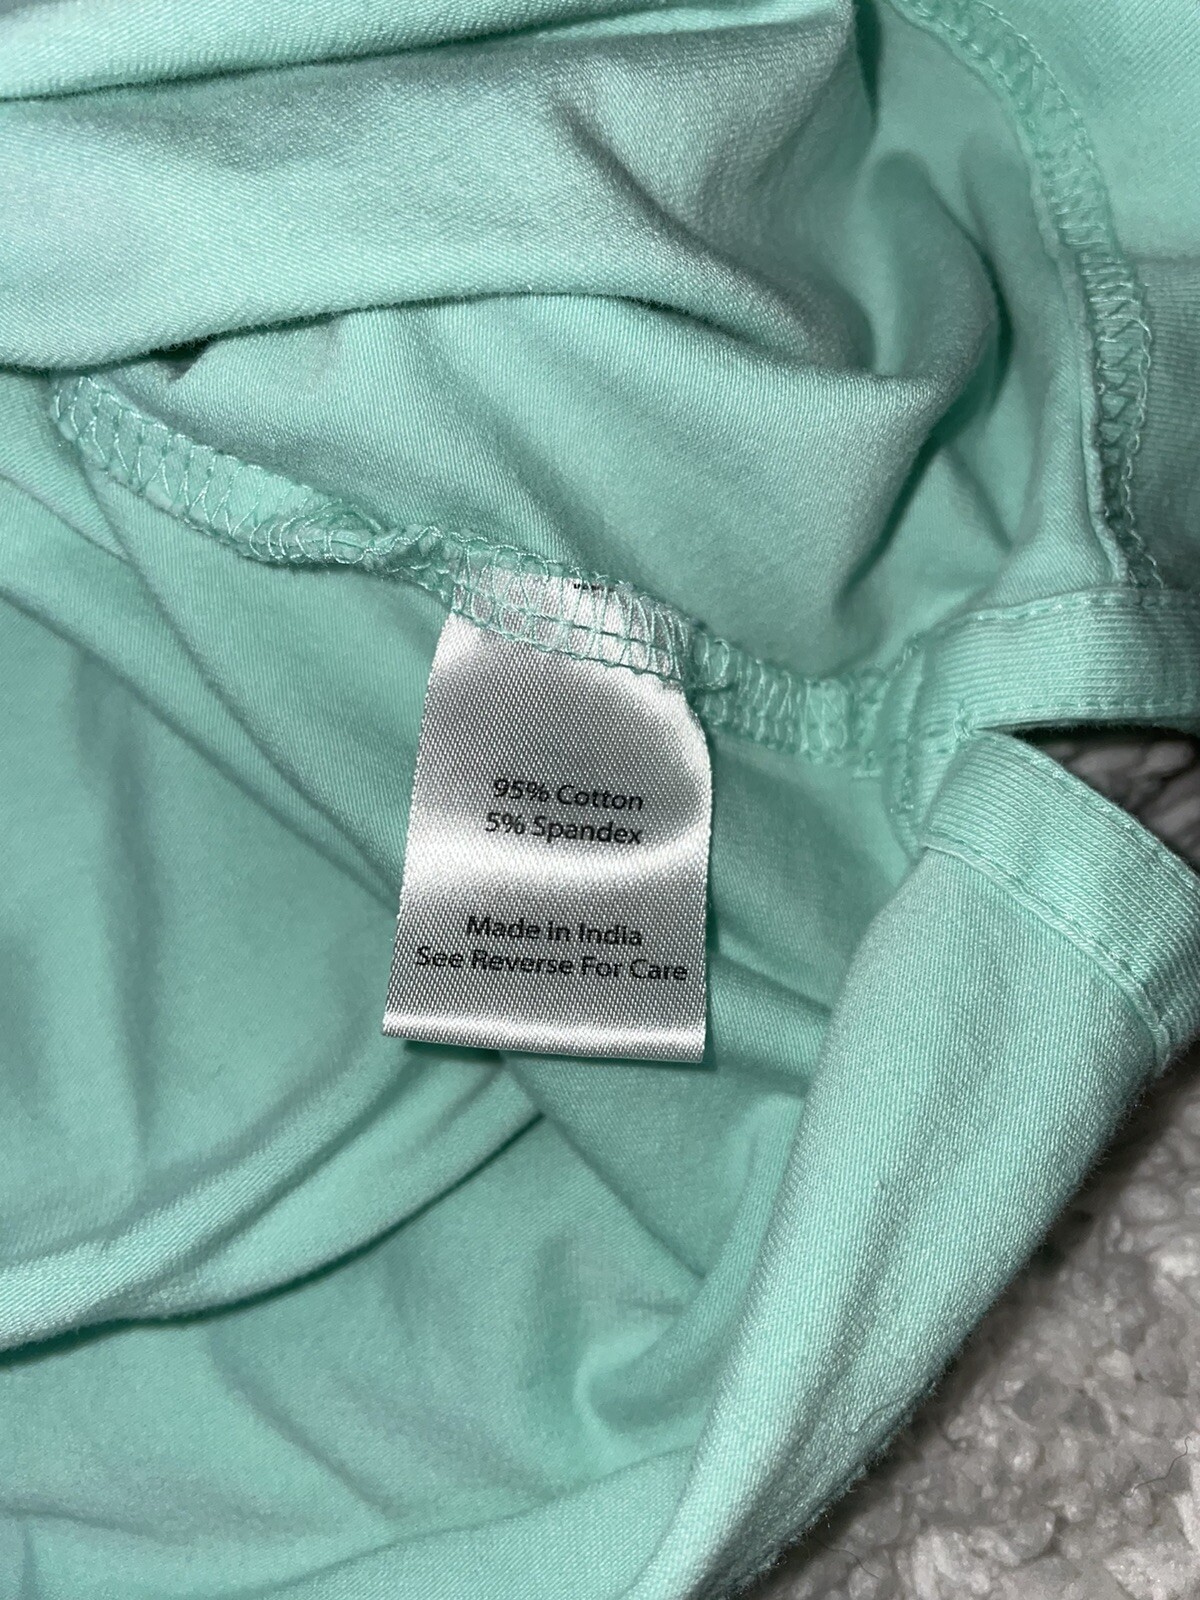 95% Cotton
5% Spandex
Made in India
See Reverse For Care